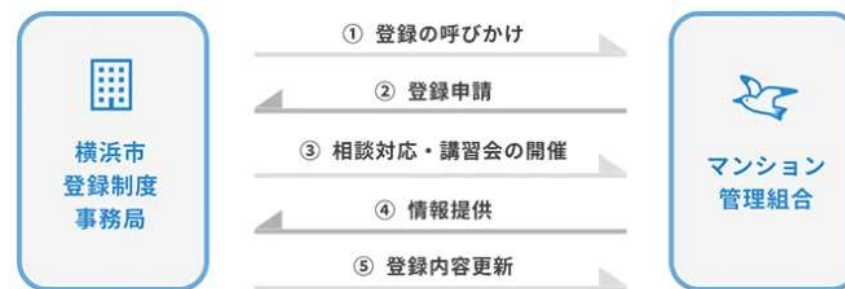 横浜市
登録制度
事務局
① 登録の呼びかけ
② 登録申請
③ 相談対応・講習会の開催
④ 情報提供
⑤ 登録内容更新
マンション
管理組合